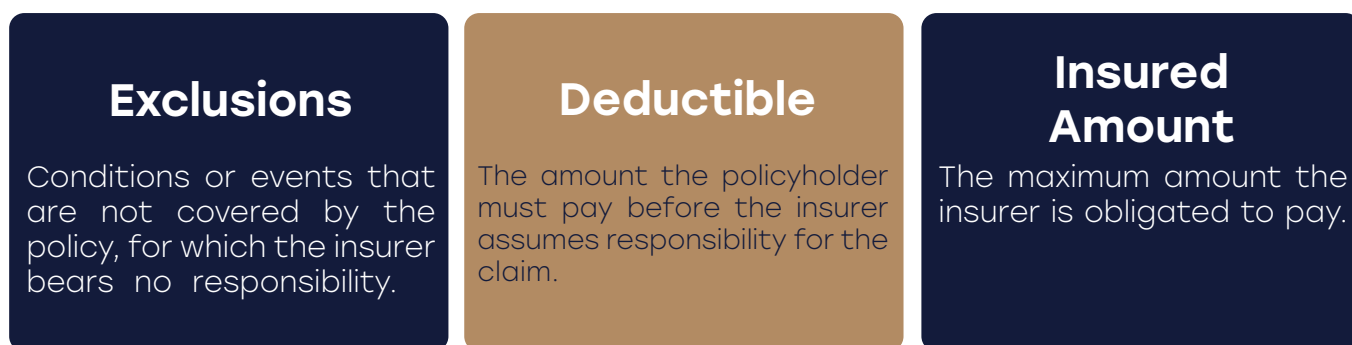 Exclusions
Conditions or events that
are not covered by the
policy, for which the insurer
bears no responsibility.
Deductible
The amount the policyholder
must pay before the insurer
assumes responsibility for the
claim.
Insured
Amount
The maximum amount the
insurer is obligated to pay.